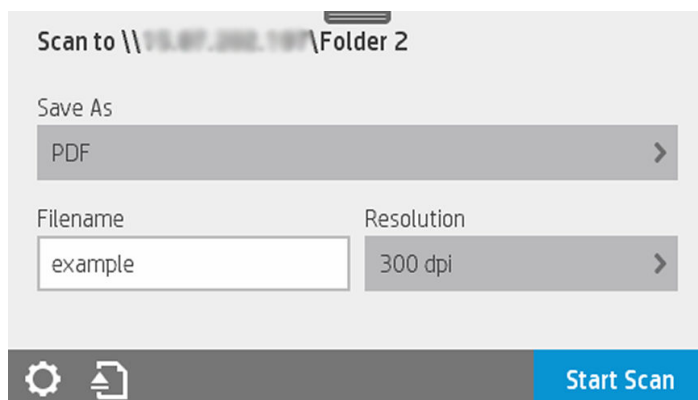 Scan to \\ \Folder 2
Save As
PDF
Filename
Resolution
example
300 dpi
Start Scan